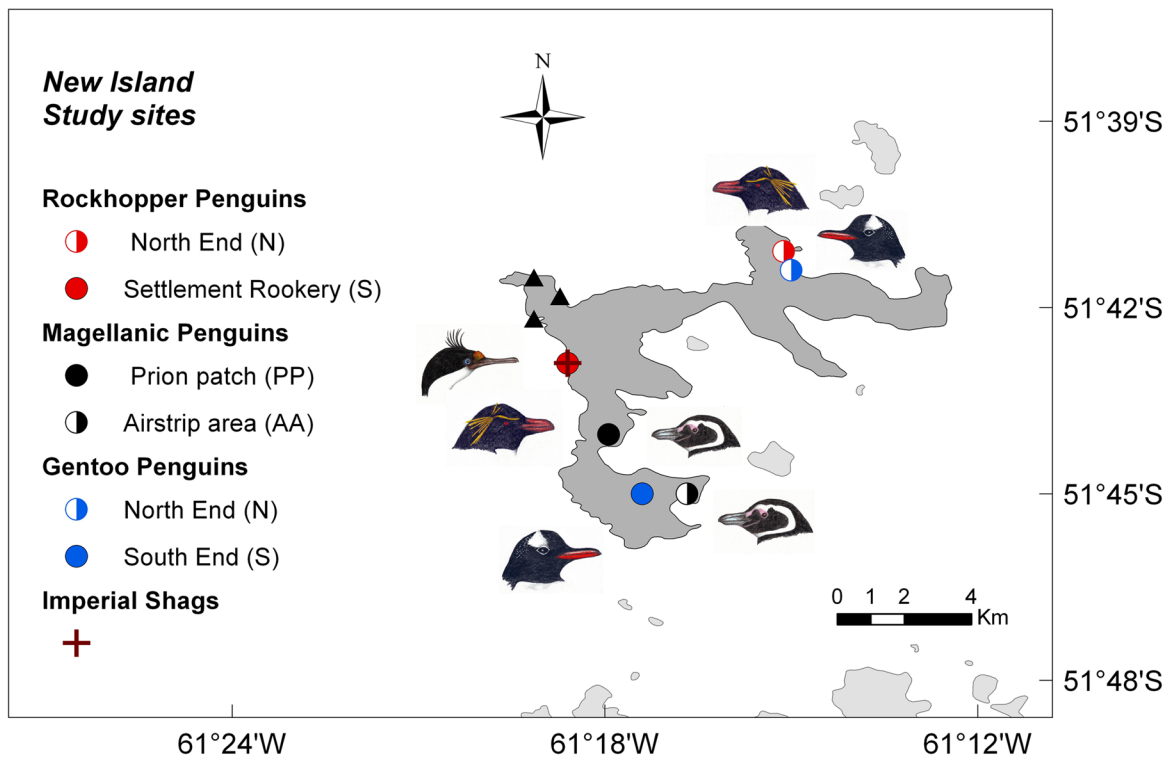 New Island
Study sites
N
Rockhopper Penguins
North End (N)
Settlement Rookery (S)
Magellanic Penguins
Prion patch (PP)
Airstrip area (AA)
Gentoo Penguins
North End (N)
South End (S)
Imperial Shags
51°39'S
51°42'S
51°45'S
51°48'S
0 1 2 4
Km
61°24'W 61°18'W 61°12'W